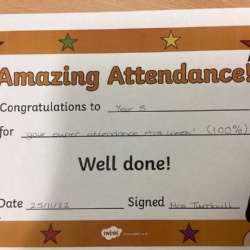 Amazing Attendance!
Congratulations to Year 3
for your super attendance this week! (100%)
Well done!
Date 25/11/22 Signed Mrs Turnbull
twinkl